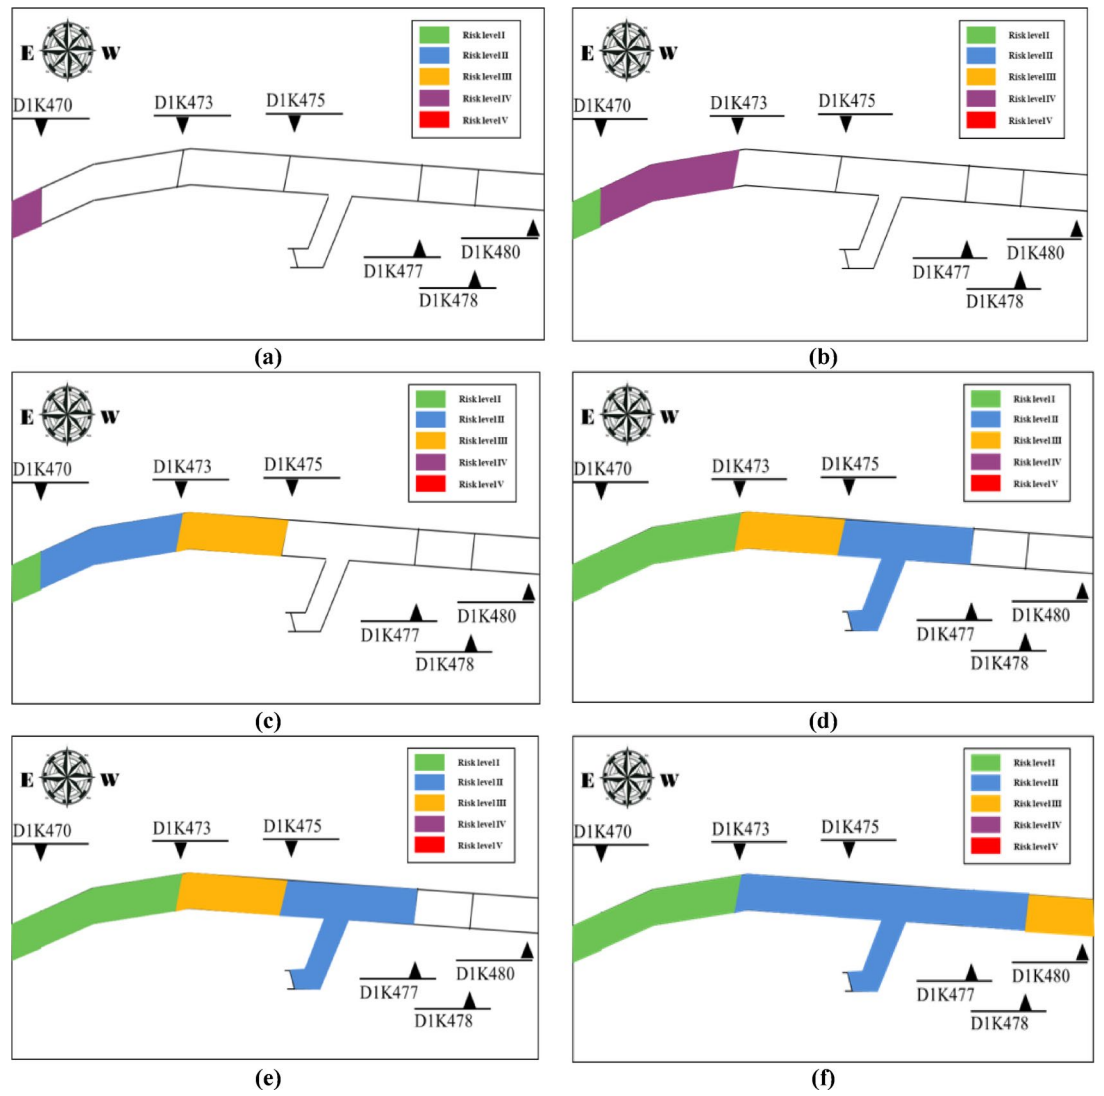 Risk level I
E W
Risk level II
Risk level III
D1K470 D1K473 D1K475
Risk level IV
Risk level V
D1K480
D1K477
D1K478
(a)
Risk level I
E W
Risk level II
Risk level III
D1K470 D1K473 D1K475
Risk level IV
Risk level V
D1K480
D1K477
D1K478
(b)
Risk level I
E W
Risk level II
Risk level III
D1K470 D1K473 D1K475
Risk level IV
Risk level V
D1K480
D1K477
D1K478
(c)
Risk level I
E W
Risk level II
Risk level III
D1K470 D1K473 D1K475
Risk level IV
Risk level V
D1K480
D1K477
D1K478
(d)
Risk level I
E W
Risk level II
Risk level III
D1K470 D1K473 D1K475
Risk level IV
Risk level V
D1K480
D1K477
D1K478
(e)
Risk level I
E W
Risk level II
Risk level III
D1K470 D1K473 D1K475
Risk level IV
Risk level V
D1K480
D1K477
D1K478
(f)